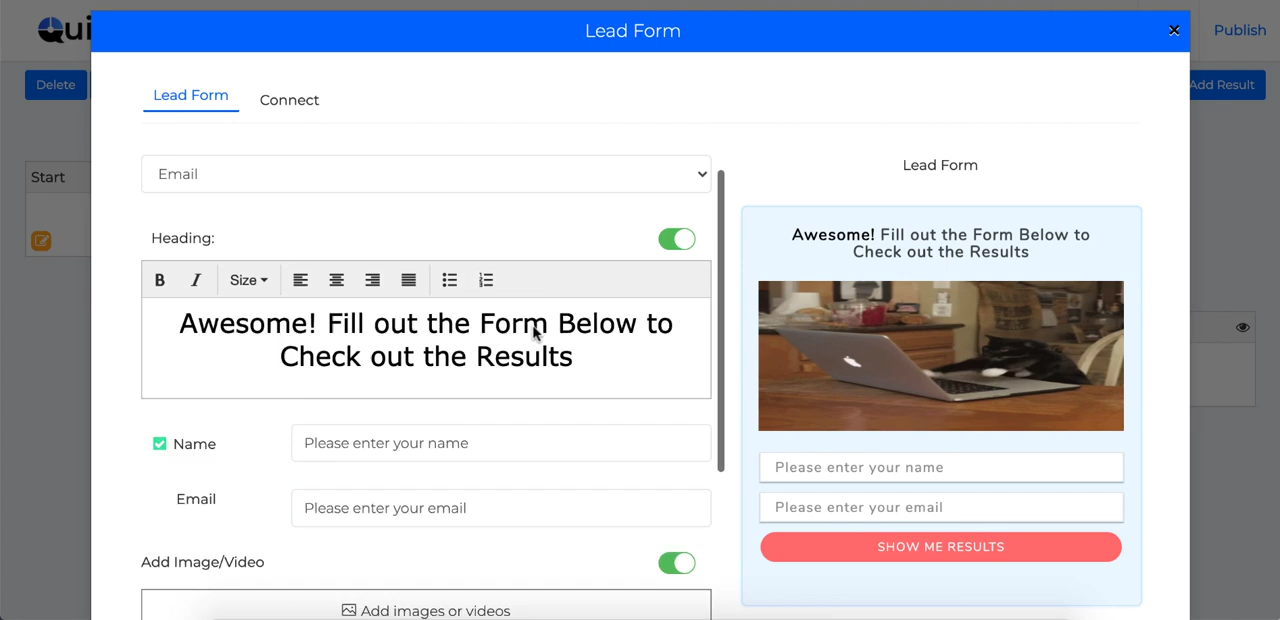 Lead Form
×
Qui
Publish
Delete
Add Result
Lead Form
Connect
Start
Email
Heading:
B I Size
Awesome! Fill out the Form Below to
Check out the Results
Name
Please enter your name
Email
Please enter your email
Add Image/Video
Add images or videos
Lead Form
Awesome! Fill out the Form Below to
Check out the Results
Please enter your name
Please enter your email
SHOW ME RESULTS